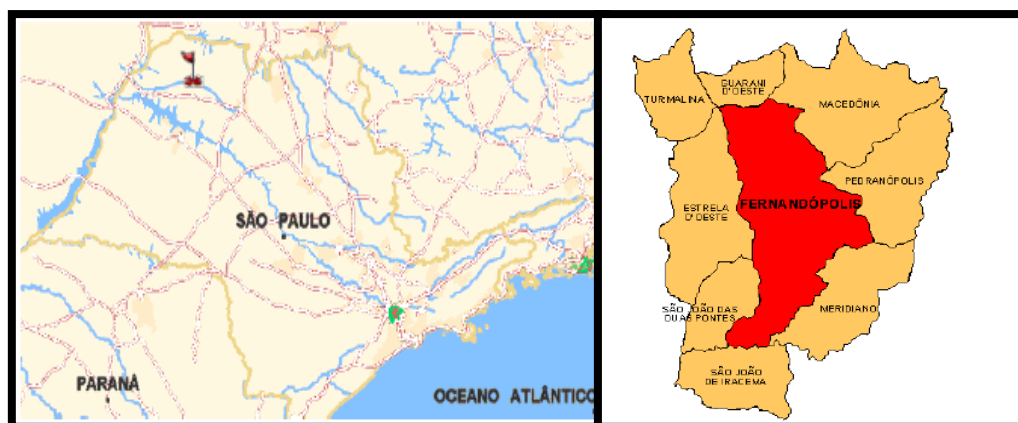 SÃO PAULO
PARANÁ
OCEANO ATLÂNTICO
GUARANI
D'OESTE
TURMALINA
MACEDÔNIA
PEDRANÓPOLIS
FERNANDÓPOLIS
ESTRELA
D'OESTE
SÃO JOÃO DAS
DUAS PONTES
MERIDIANO
SÃO JOÃO
DE IRACEMA